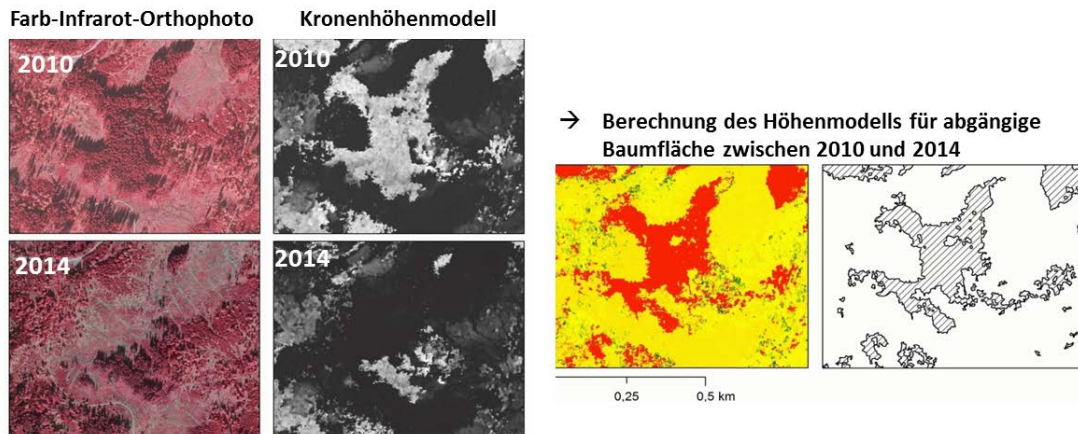 Farb-Infrarot-Orthophoto
Kronenhöhenmodell
2010
2010
2014
2014
→ Berechnung des Höhenmodells für abgängige
Baumfläche zwischen 2010 und 2014
0,25
0,5 km